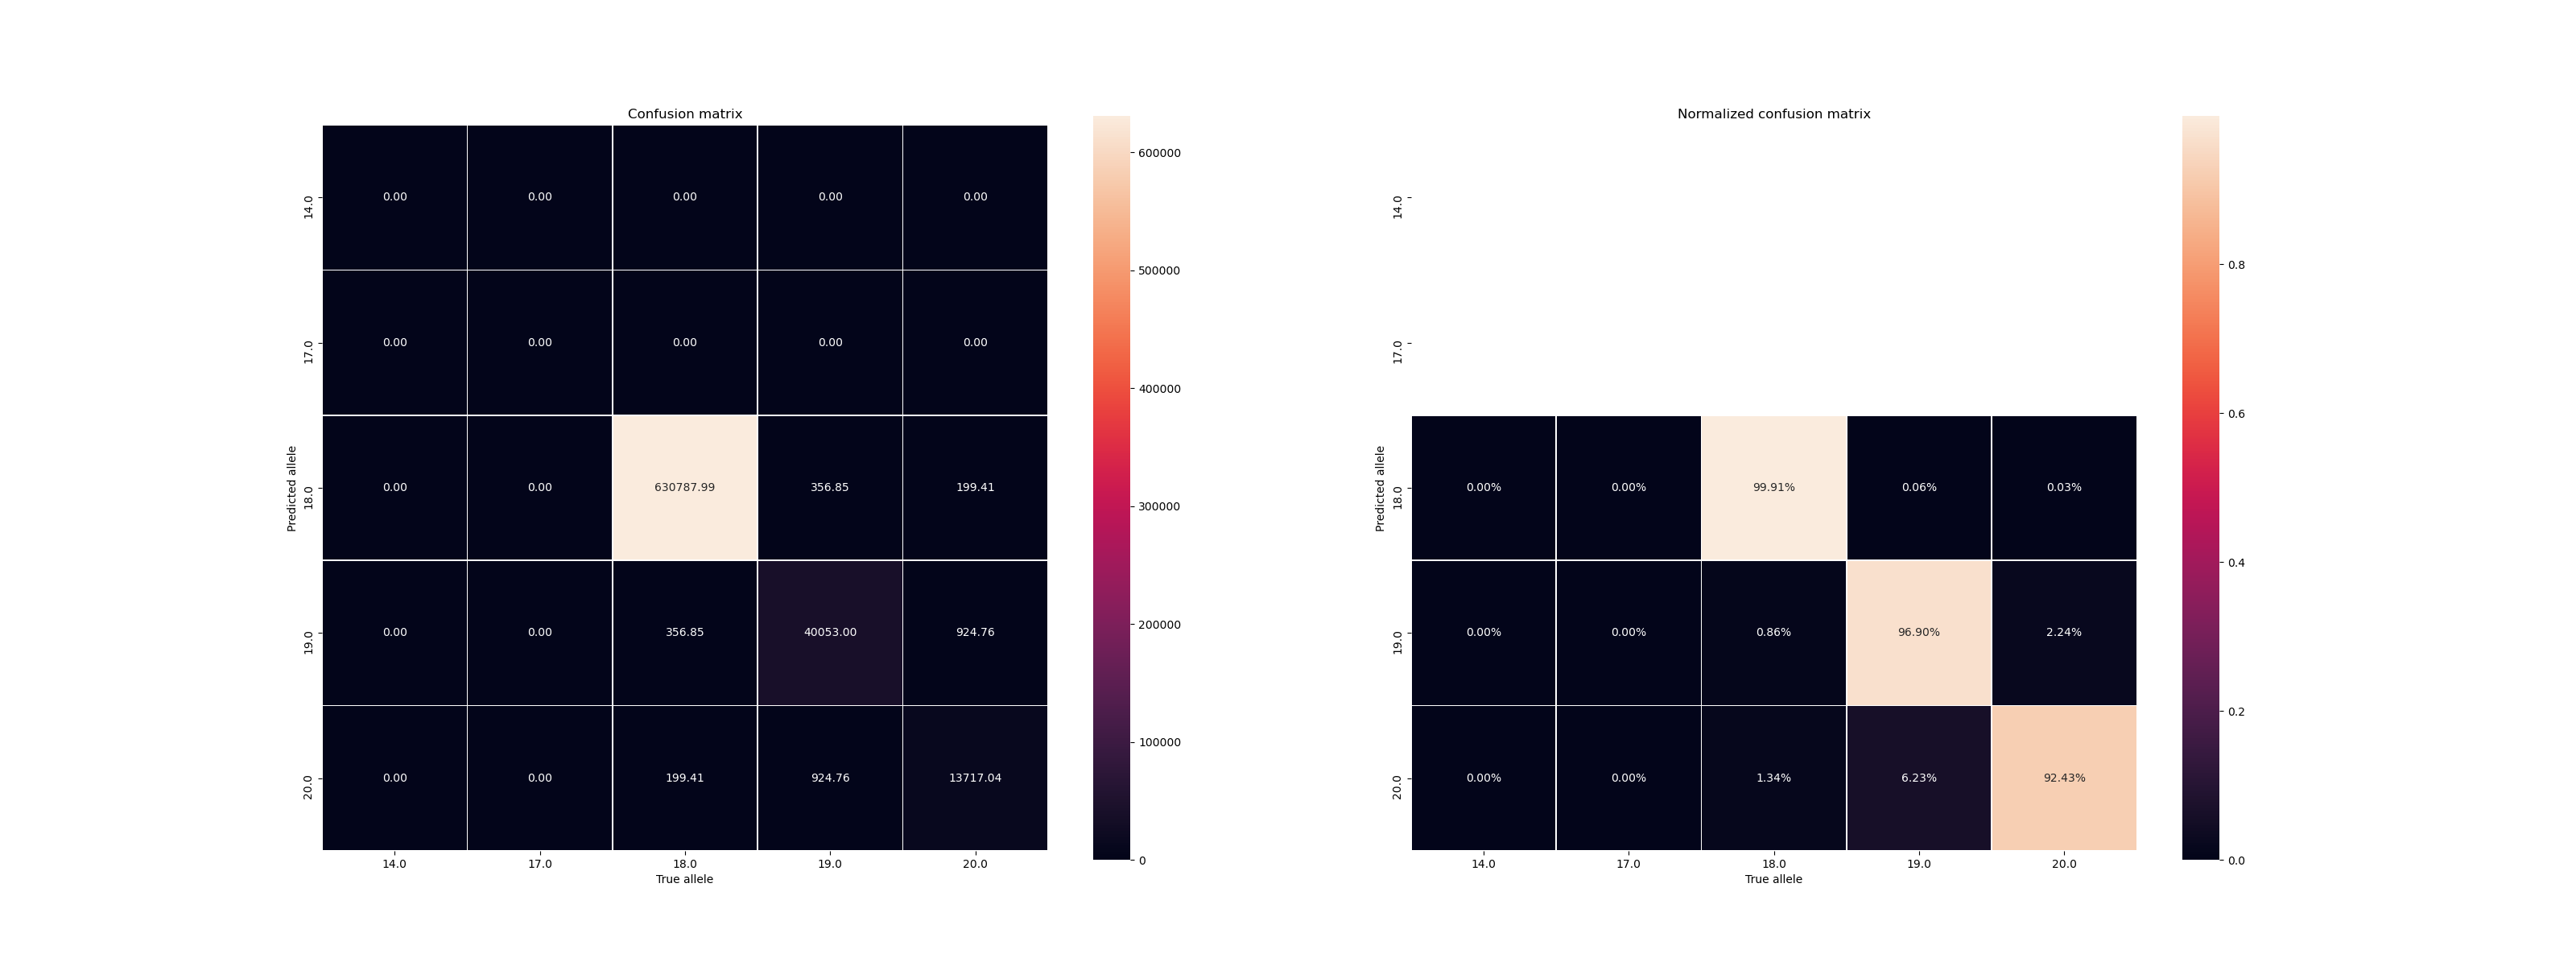 Confusion matrix
14.0 0.00 0.00 0.00 0.00 0.00
17.0 0.00 0.00 0.00 0.00 0.00
18.0 0.00 0.00 630787.99 356.85 199.41
19.0 0.00 0.00 356.85 40053.00 924.76
20.0 0.00 0.00 199.41 924.76 13717.04
Predicted allele
14.0 17.0 18.0 19.0 20.0
True allele
600000
500000
400000
300000
200000
100000
0
Normalized confusion matrix
14.0
17.0
18.0 0.00% 0.00% 99.91% 0.06% 0.03%
19.0 0.00% 0.00% 0.86% 96.90% 2.24%
20.0 0.00% 0.00% 1.34% 6.23% 92.43%
Predicted allele
14.0 17.0 18.0 19.0 20.0
True allele
0.8
0.6
0.4
0.2
0.0